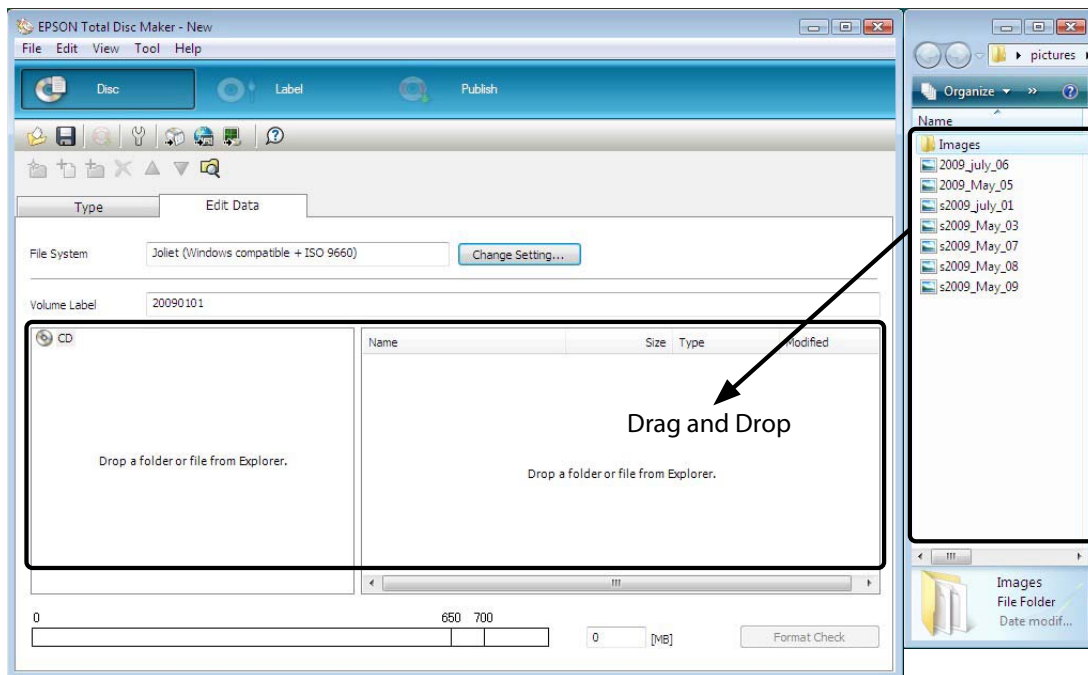 EPSON Total Disc Maker - New
File Edit View Tool Help
Disc Label Publish
Type Edit Data
File System Joliet (Windows compatible + ISO 9660) Change Setting...
Volume Label 20090101
CD
Name Size Type Modified
Drop a folder or file from Explorer.
Drop a folder or file from Explorer.
0 650 700
0 [MB] Format Check
Drag and Drop
pictures
Organize
Name
Images
2009_july_06
2009_May_05
s2009_july_01
s2009_May_03
s2009_May_07
s2009_May_08
s2009_May_09
Images
File Folder
Date modif...